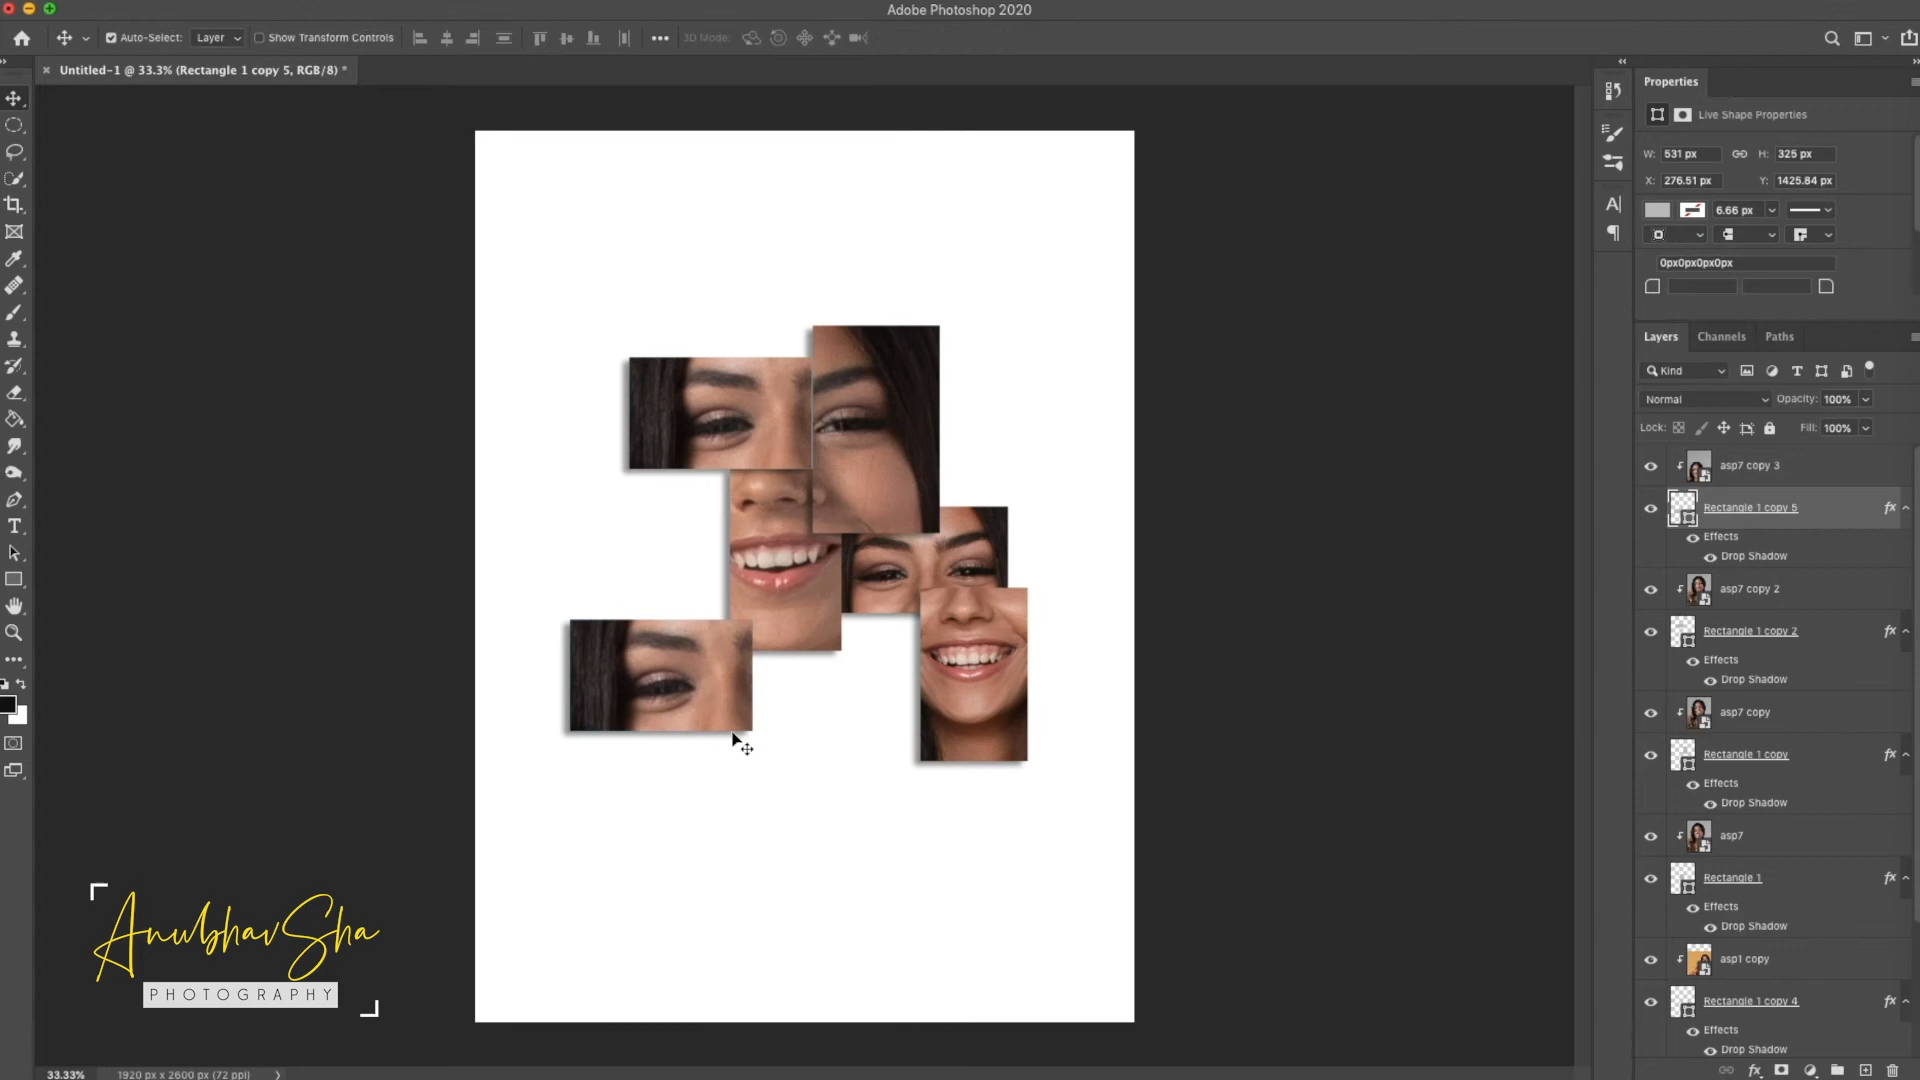 Adobe Photoshop 2020
Auto-Select: Layer Show Transform Controls 3D Mode:
Untitled-1 @ 33.3% (Rectangle 1 copy 5, RGB/8) *
Properties
Live Shape Properties
W: 531 px H: 325 px
X: 276.51 px Y: 1425.84 px
6.66 px
0px0px0px0px
Layers Channels Paths
Kind
Normal Opacity: 100%
Lock: Fill: 100%
asp7 copy 3
Rectangle 1 copy 5 fx
Effects
Drop Shadow
asp7 copy 2
Rectangle 1 copy 2 fx
Effects
Drop Shadow
asp7 copy
Rectangle 1 copy fx
Effects
Drop Shadow
asp7
Rectangle 1 fx
Effects
Drop Shadow
asp1 copy
Rectangle 1 copy 4 fx
Effects
Drop Shadow
AnubhavSha
PHOTOGRAPHY
33.33% 1920 px x 2600 px (72 ppi)